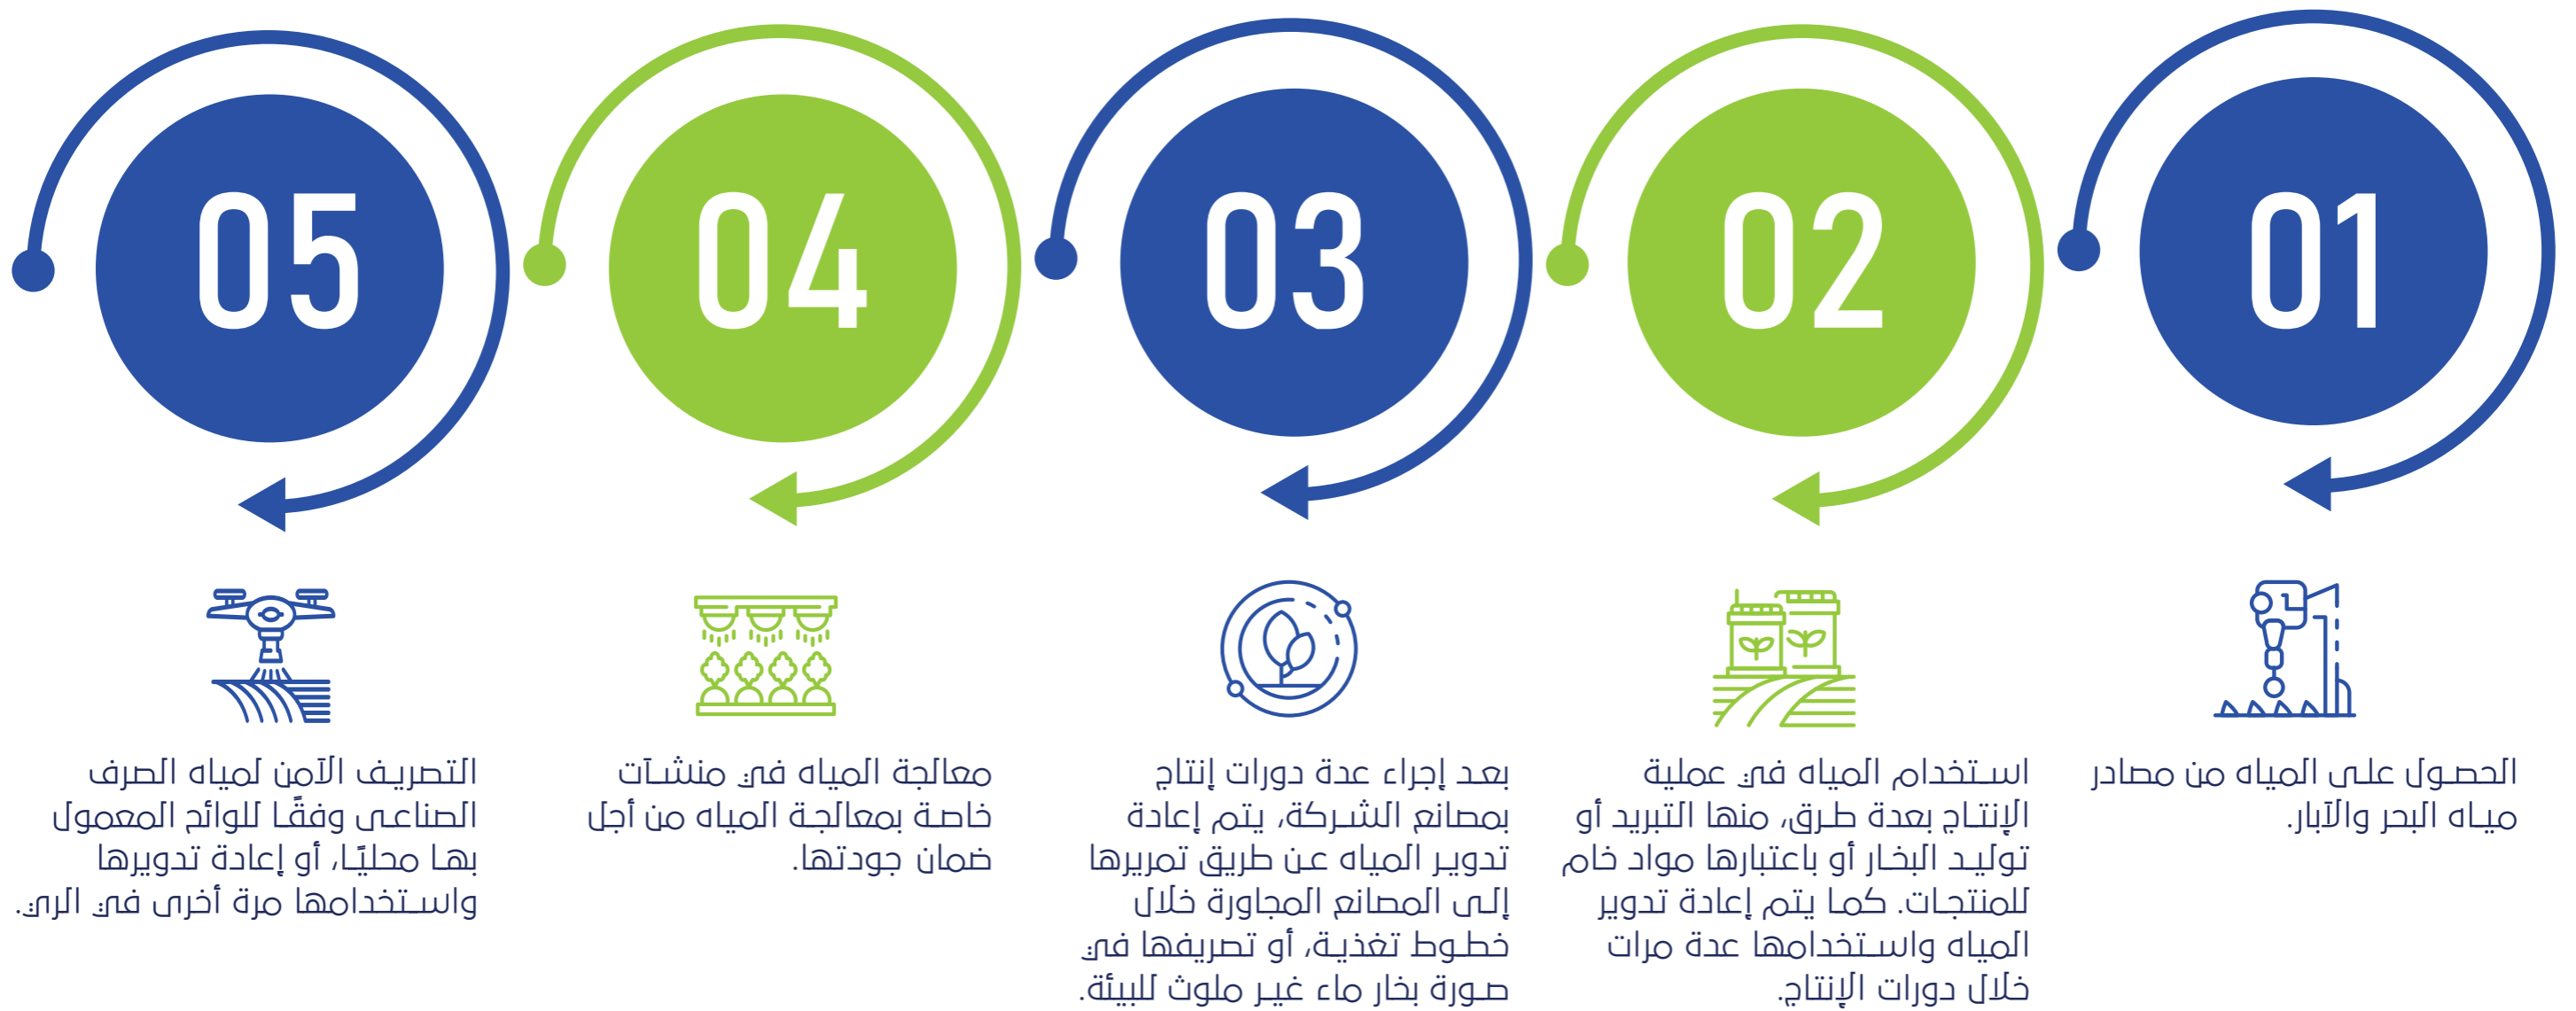 01
الحصول على المياه من مصادر
مياه البحر والآبار.
02
استخدام المياه في عملية
الإنتاج بعدة طرق، منها التبريد أو
توليد البخار أو باعتبارها مواد خام
للمنتجات. كما يتم إعادة تدوير
المياه واستخدامها عدة مرات
خلال دورات الإنتاج.
03
بعد إجراء عدة دورات إنتاج
بمصانع الشركة، يتم إعادة
تدوير المياه عن طريق تمريرها
إلى المصانع المجاورة خلال
خطوط تغذية، أو تصريفها في
صورة بخار ماء غير ملوث للبيئة.
04
معالجة المياه في منشآت
خاصة بمعالجة المياه من أجل
ضمان جودتها.
05
التصريف الآمن لمياه الصرف
الصناعى وفقًا للوائح المعمول
بها محليًا، أو إعادة تدويرها
واستخدامها مرة أخرى في الري.